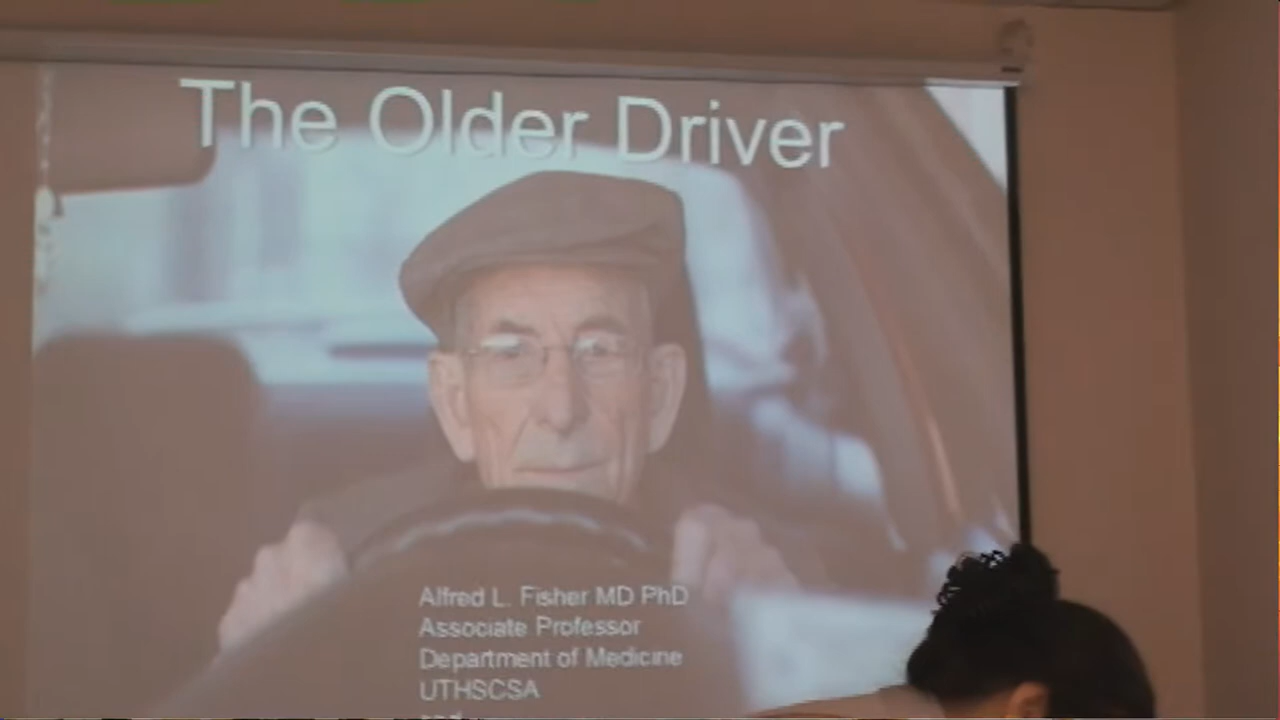 The Older Driver
Alfred L. Fisher MD PhD
Associate Professor
Department of Medicine
UTHSCSA